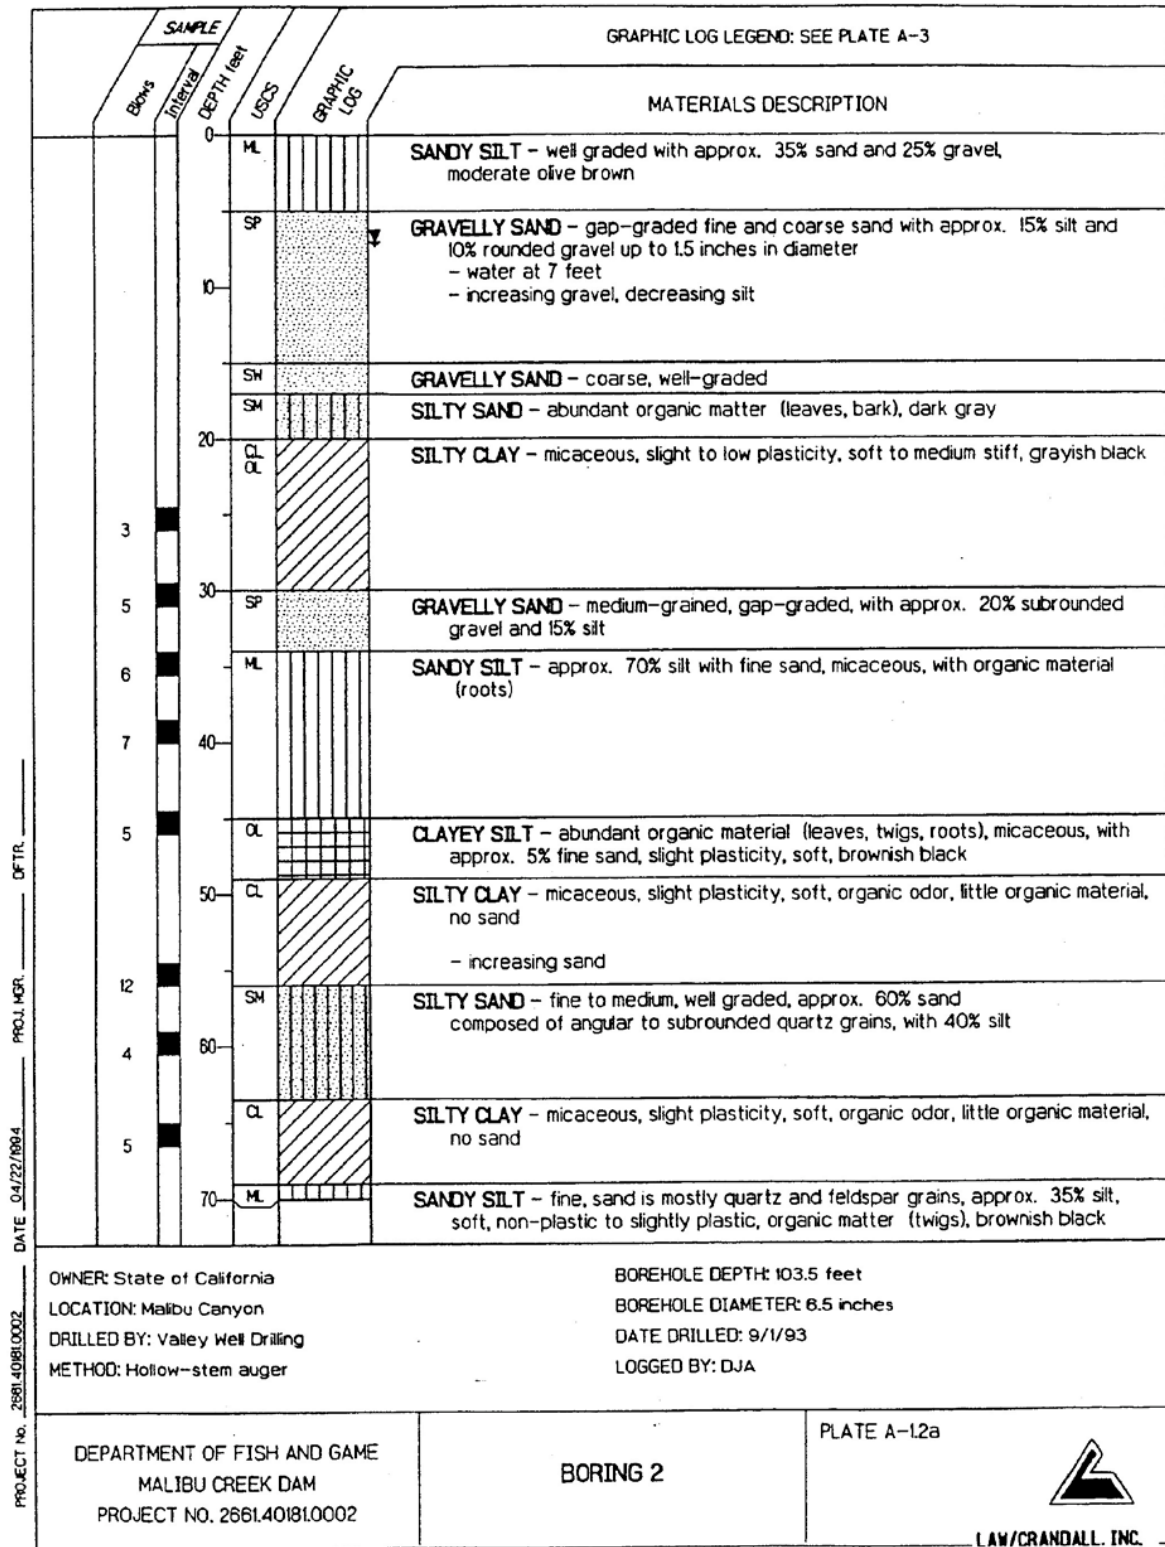 SAMPLE
Blows
Interval
DEPTH feet
USCS
GRAPHIC
LOG
GRAPHIC LOG LEGEND: SEE PLATE A-3
MATERIALS DESCRIPTION
0
ML
SANDY SILT - well graded with approx. 35% sand and 25% gravel,
moderate olive brown
SP
GRAVELLY SAND - gap-graded fine and coarse sand with approx. 15% silt and
10% rounded gravel up to 1.5 inches in diameter
- water at 7 feet
10
- increasing gravel, decreasing silt
SW
GRAVELLY SAND - coarse, well-graded
SM
SILTY SAND - abundant organic matter (leaves, bark), dark gray
20
CL
OL
SILTY CLAY - micaceous, slight to low plasticity, soft to medium stiff, grayish black
3
30
5
SP
GRAVELLY SAND - medium-grained, gap-graded, with approx. 20% subrounded
gravel and 15% silt
6
ML
SANDY SILT - approx. 70% silt with fine sand, micaceous, with organic material
(roots)
7
40
5
OL
CLAYEY SILT - abundant organic material (leaves, twigs, roots), micaceous, with
approx. 5% fine sand, slight plasticity, soft, brownish black
50
CL
SILTY CLAY - micaceous, slight plasticity, soft, organic odor, little organic material,
no sand
- increasing sand
12
SM
SILTY SAND - fine to medium, well graded, approx. 60% sand
composed of angular to subrounded quartz grains, with 40% silt
4
60
CL
SILTY CLAY - micaceous, slight plasticity, soft, organic odor, little organic material,
no sand
5
70
ML
SANDY SILT - fine, sand is mostly quartz and feldspar grains, approx. 35% silt,
soft, non-plastic to slightly plastic, organic matter (twigs), brownish black
OWNER: State of California
LOCATION: Malibu Canyon
DRILLED BY: Valley Well Drilling
METHOD: Hollow-stem auger
BOREHOLE DEPTH: 103.5 feet
BOREHOLE DIAMETER: 6.5 inches
DATE DRILLED: 9/1/93
LOGGED BY: DJA
DEPARTMENT OF FISH AND GAME
MALIBU CREEK DAM
PROJECT NO. 2661.40181.0002
BORING 2
PLATE A-1.2a
LAW/CRANDALL, INC.
PROJECT No. 2661.40181.0002 DATE 04/22/1994 PROJ. MGR. DFTR.